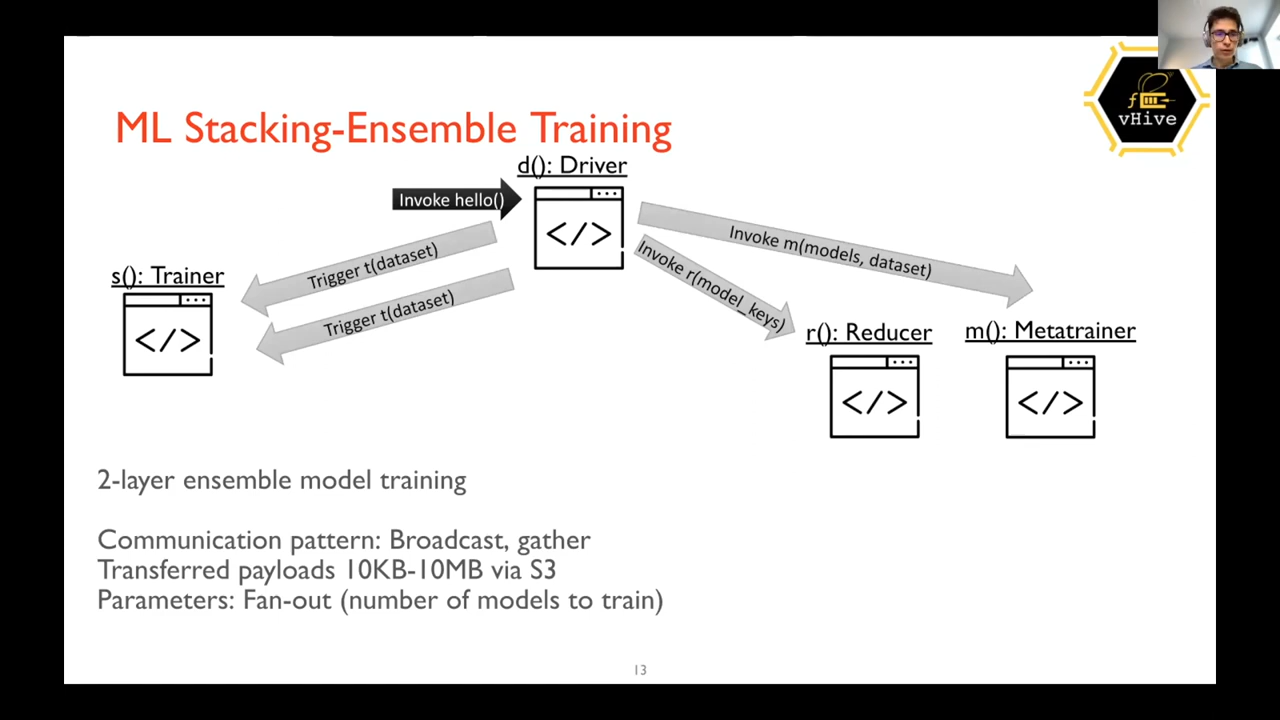 ML Stacking-Ensemble Training
vHive
d(): Driver
Invoke hello()
Trigger t(dataset)
Trigger t(dataset)
Invoke m(models, dataset)
Invoke r(model_keys)
s(): Trainer
</>
</>
r(): Reducer
m(): Metatrainer
</>
</>
2-layer ensemble model training
Communication pattern: Broadcast, gather
Transferred payloads 10KB-10MB via S3
Parameters: Fan-out (number of models to train)
13